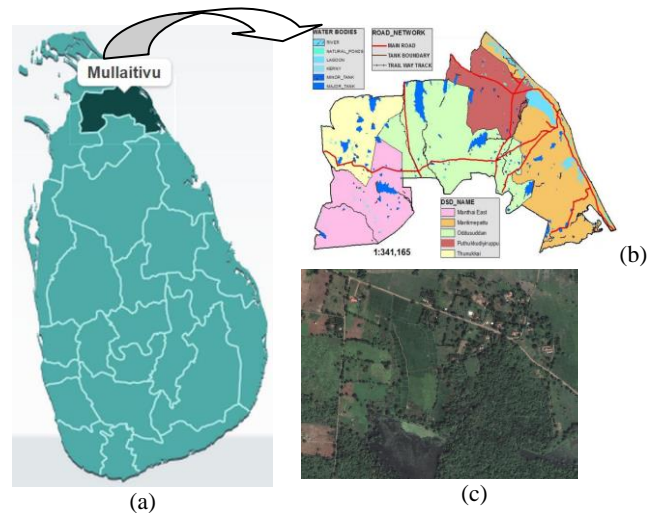 Mullaitivu
WATER BODIES
RIVER
NATURAL_PONDS
LAGOON
MINOR_TANK
MAJOR_TANK
ROAD_NETWORK
MAIN ROAD
TANK BOUNDARY
TRAIL WAY TRACK
DSD_NAME
Manthai East
Maritimepattu
Oddusuddan
Puthukkudiyiruppu
Thunukkai
1:341,165
(b)
(a)
(c)